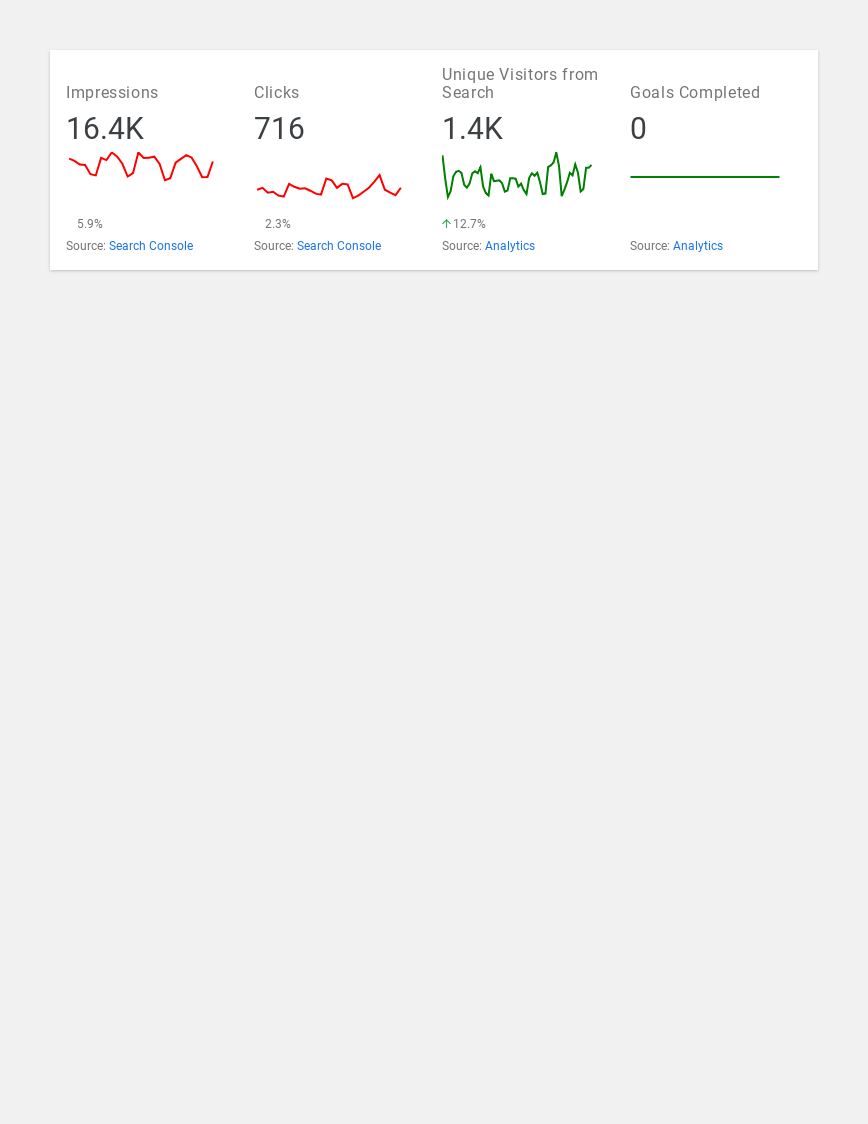 Impressions
16.4K
5.9%
Source: Search Console
Clicks
716
2.3%
Source: Search Console
Unique Visitors from
Search
1.4K
12.7%
Source: Analytics
Goals Completed
0
Source: Analytics